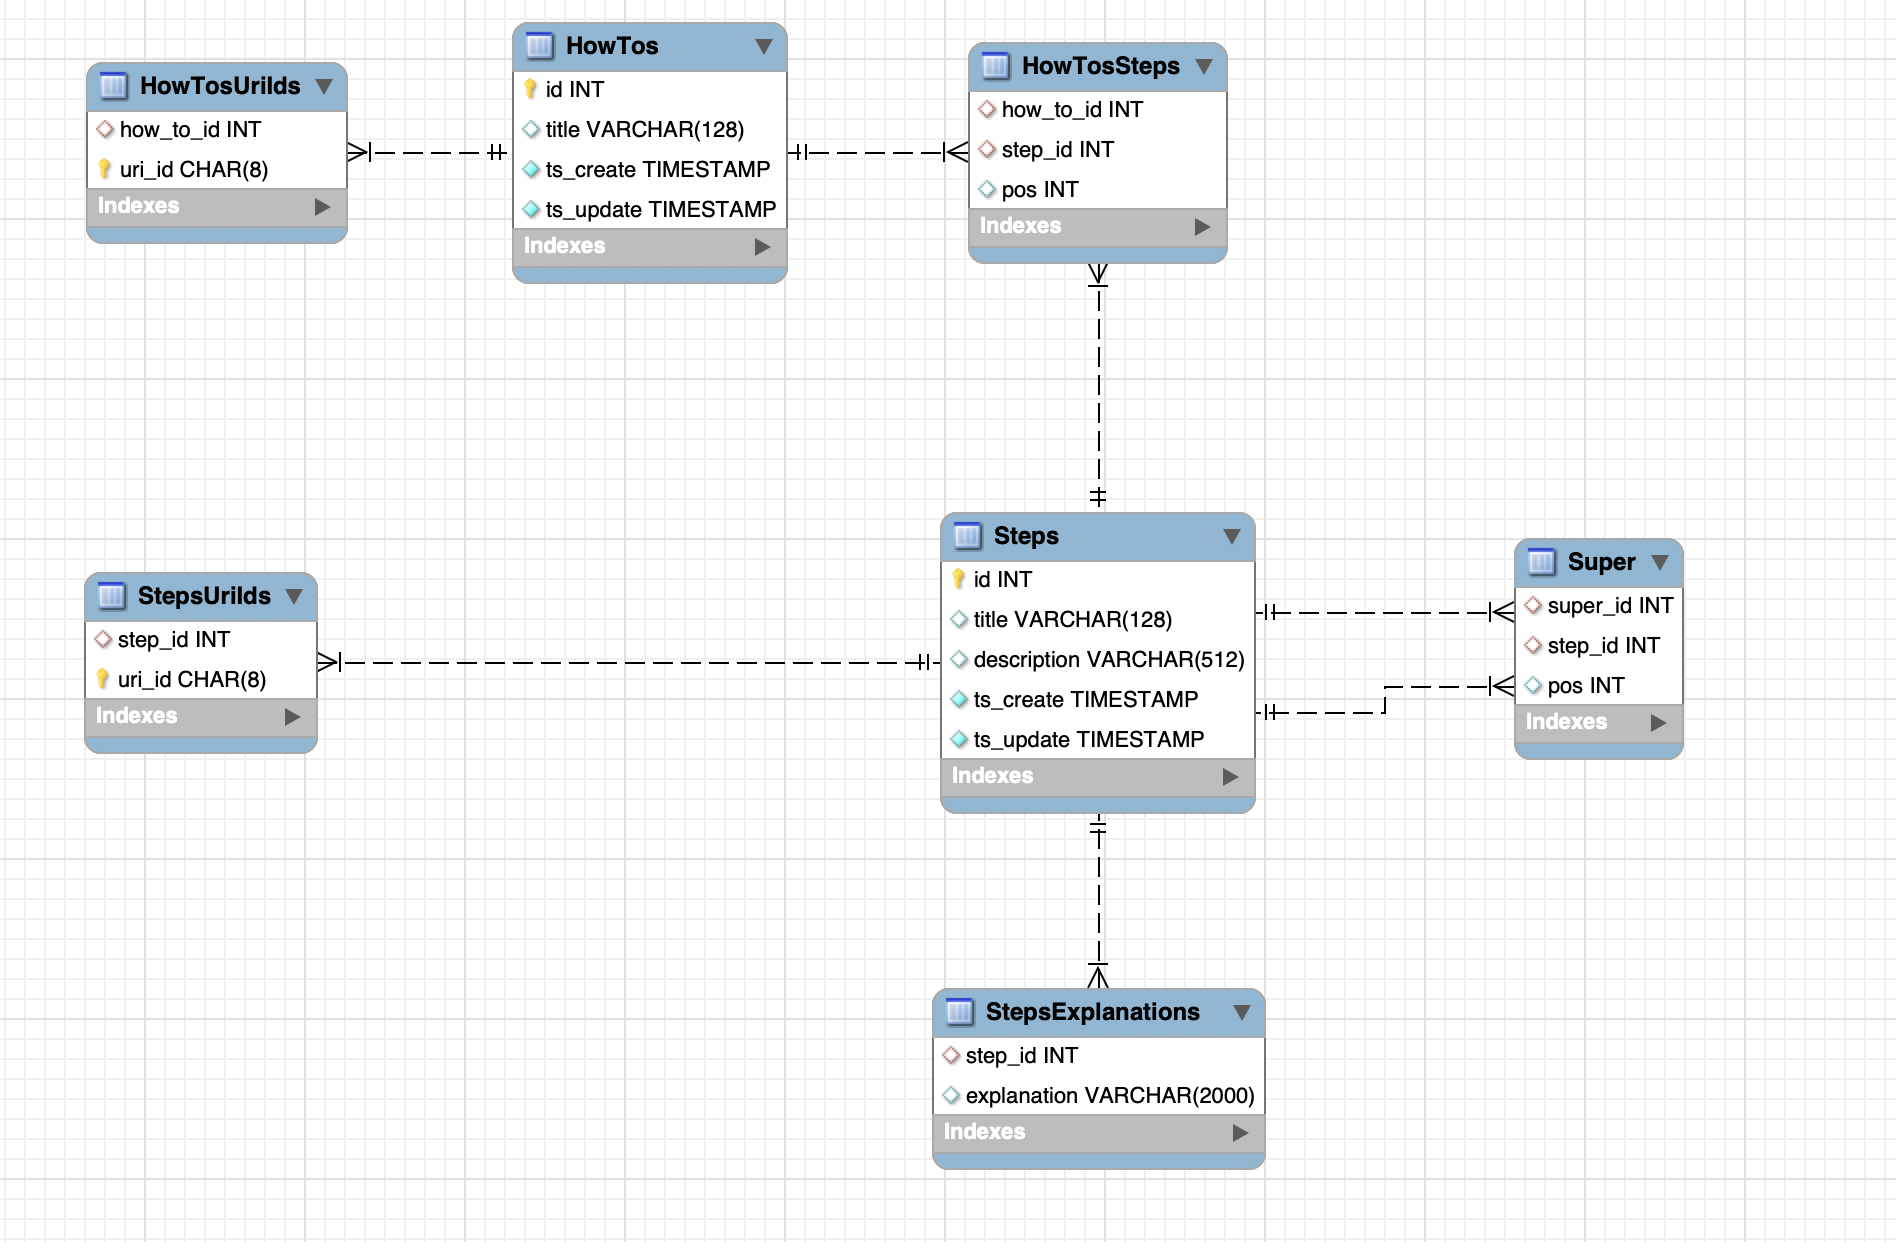 HowTosUriIds
how_to_id INT
uri_id CHAR(8)
Indexes
HowTos
id INT
title VARCHAR(128)
ts_create TIMESTAMP
ts_update TIMESTAMP
Indexes
HowTosSteps
how_to_id INT
step_id INT
pos INT
Indexes
StepsUriIds
step_id INT
uri_id CHAR(8)
Indexes
Steps
id INT
title VARCHAR(128)
description VARCHAR(512)
ts_create TIMESTAMP
ts_update TIMESTAMP
Indexes
Super
super_id INT
step_id INT
pos INT
Indexes
StepsExplanations
step_id INT
explanation VARCHAR(2000)
Indexes